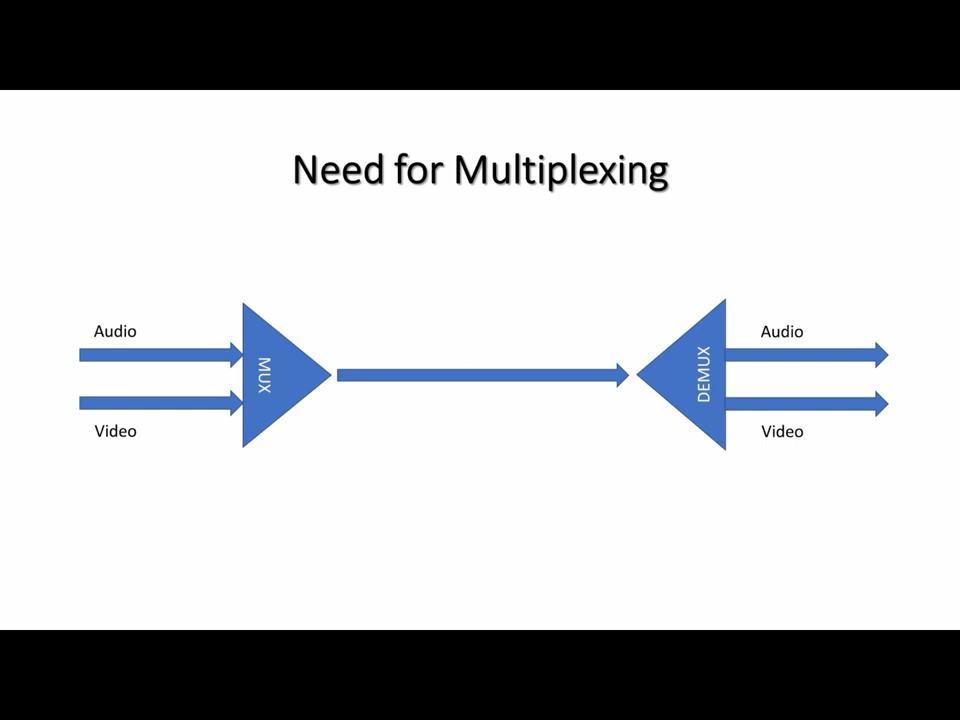 Need for Multiplexing
Audio
Video
MUX
DEMUX
Audio
Video